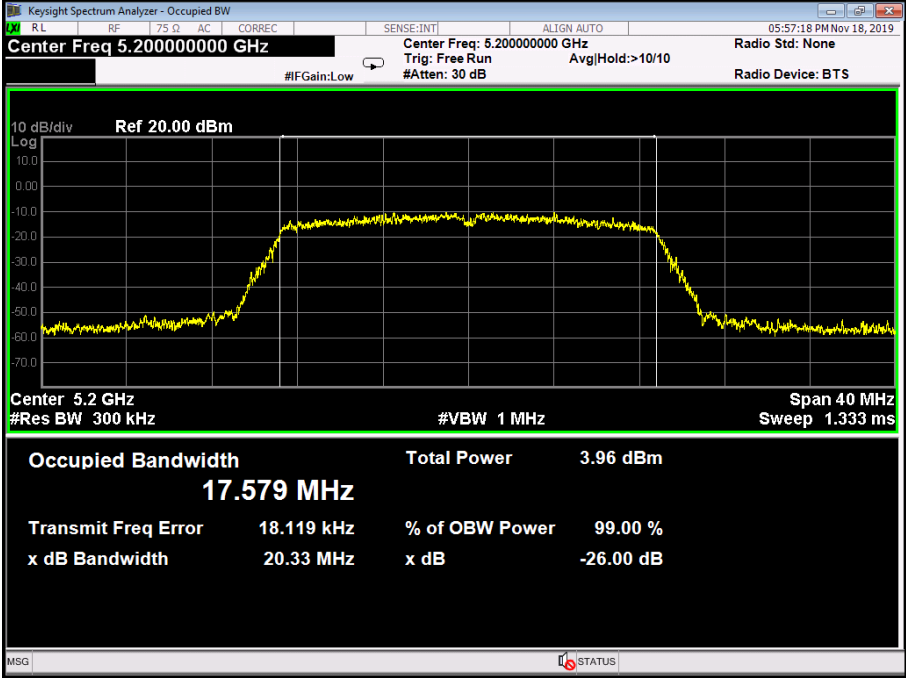 Keysight Spectrum Analyzer - Occupied BW
LXI RL RF 75 Ω AC CORREC SENSE:INT ALIGN AUTO 05:57:18 PM Nov 18, 2019
Center Freq 5.200000000 GHz Center Freq: 5.200000000 GHz Radio Std: None
Trig: Free Run Avg|Hold:>10/10
#IFGain:Low #Atten: 30 dB Radio Device: BTS
10 dB/div Ref 20.00 dBm
Log
10.0
0.00
-10.0
-20.0
-30.0
-40.0
-50.0
-60.0
-70.0
Center 5.2 GHz Span 40 MHz
#Res BW 300 kHz #VBW 1 MHz Sweep 1.333 ms
Occupied Bandwidth Total Power 3.96 dBm
17.579 MHz
Transmit Freq Error 18.119 kHz % of OBW Power 99.00 %
x dB Bandwidth 20.33 MHz x dB -26.00 dB
MSG STATUS